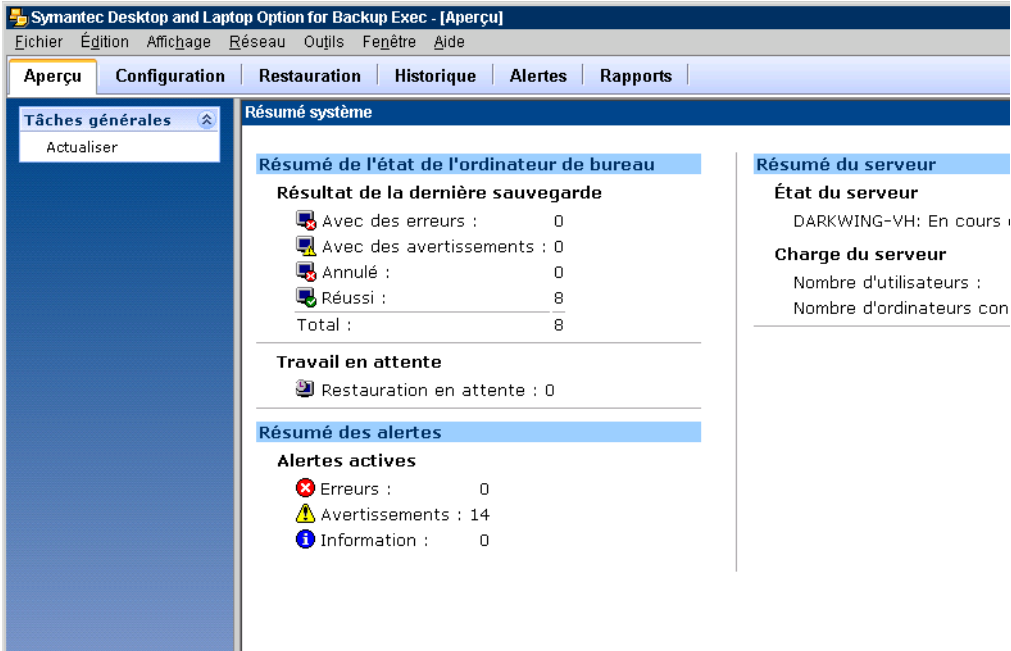 Symantec Desktop and Laptop Option for Backup Exec - [Aperçu]
Fichier Édition Affichage Réseau Outils Fenêtre Aide
Aperçu Configuration Restauration Historique Alertes Rapports
Tâches générales
Actualiser
Résumé système
Résumé de l'état de l'ordinateur de bureau
Résultat de la dernière sauvegarde
Avec des erreurs : 0
Avec des avertissements : 0
Annulé : 0
Réussi : 8
Total : 8
Travail en attente
Restauration en attente : 0
Résumé des alertes
Alertes actives
Erreurs : 0
Avertissements : 14
Information : 0
Résumé du serveur
État du serveur
DARKWING-VH: En cours
Charge du serveur
Nombre d'utilisateurs :
Nombre d'ordinateurs con